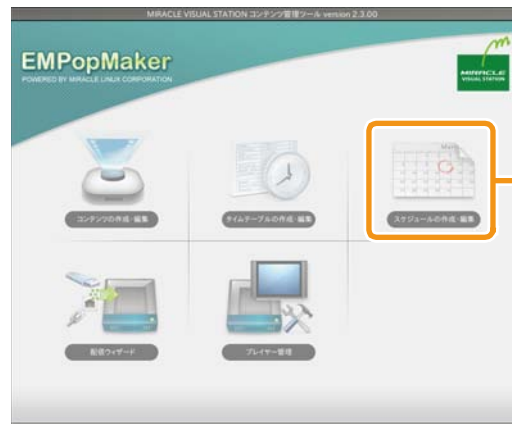 MIRACLE VISUAL STATION コンテンツ管理ツール version 2.3.00
EMPopMaker
POWERED BY MIRACLE LINUX CORPORATION
m
MIRACLE
VISUAL STATION
コンテンツの作成・編集
タイムテーブルの作成・編集
スケジュールの作成・編集
配信ウィザード
プレイヤー管理